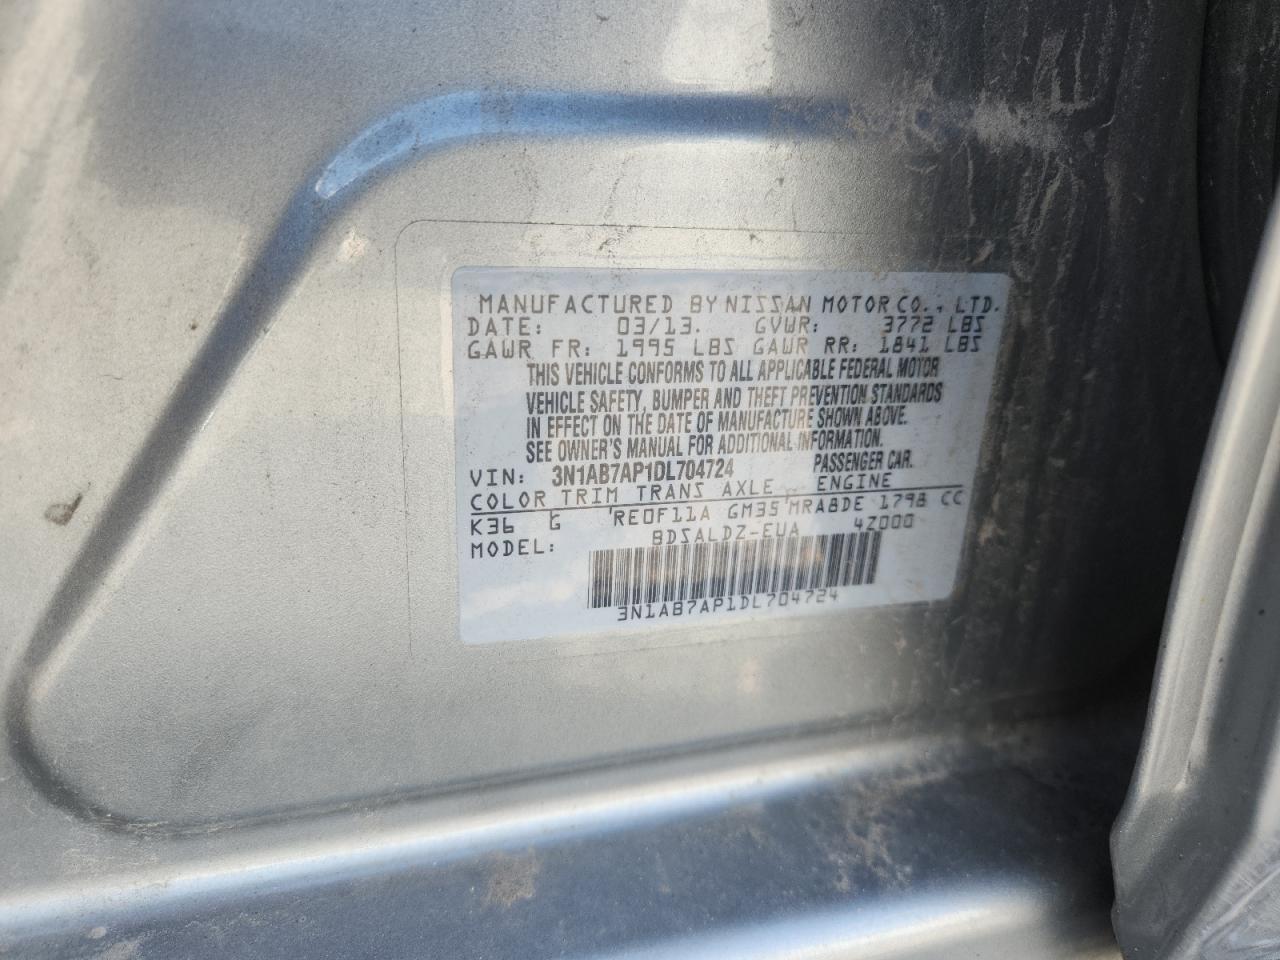 MANUFACTURED BY NISSAN MOTOR CO., LTD.
DATE: 03/13. GVWR: 3772 LBS
GAWR FR: 1995 LBS GAWR RR: 1841 LBS
THIS VEHICLE CONFORMS TO ALL APPLICABLE FEDERAL MOTOR
VEHICLE SAFETY, BUMPER AND THEFT PREVENTION STANDARDS
IN EFFECT ON THE DATE OF MANUFACTURE SHOWN ABOVE.
SEE OWNER'S MANUAL FOR ADDITIONAL INFORMATION.
VIN: 3N1AB7AP1DL704724 PASSENGER CAR.
COLOR TRIM TRANS AXLE ENGINE
K36 G RE0F11A GM35 MRA8DE 1798 CC
MODEL: BDSALDZ-EUA 4Z000
3N1AB7AP1DL704724